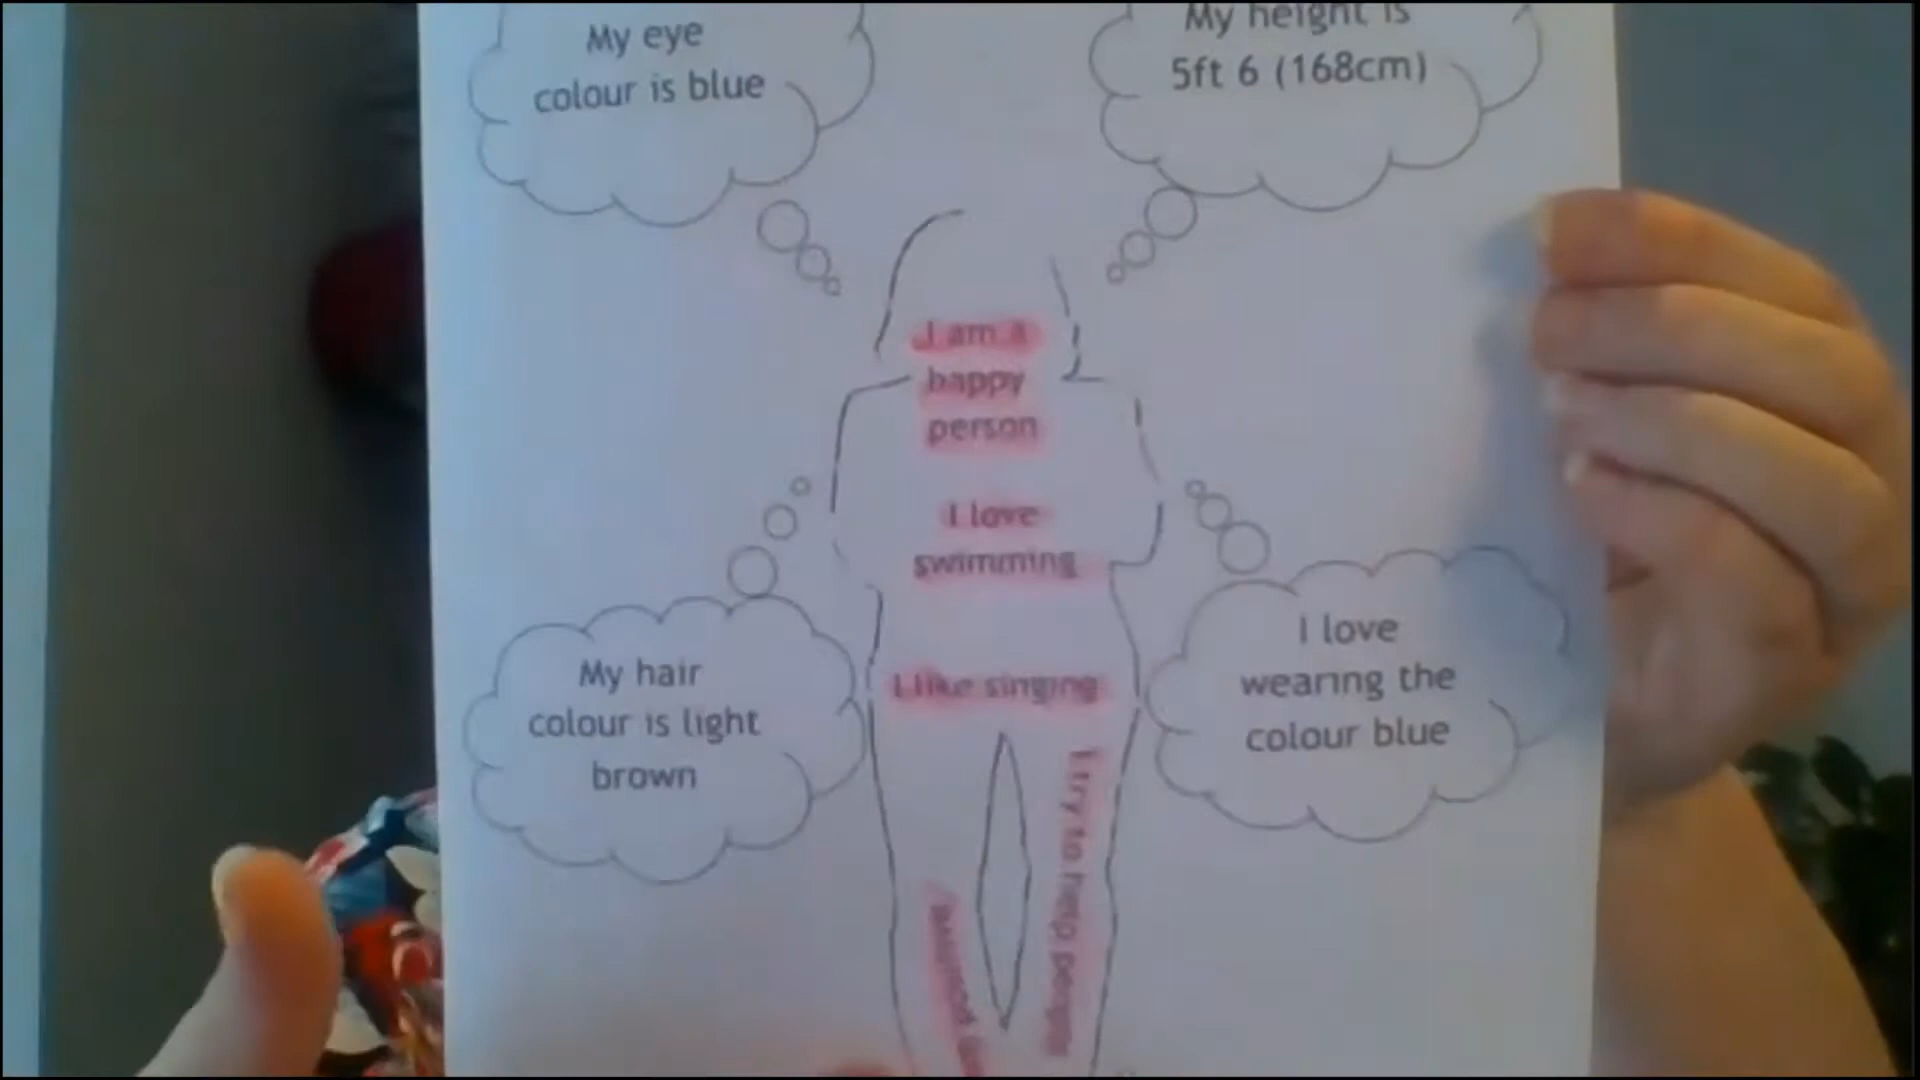 My eye
colour is blue
My height is
5ft 6 (168cm)
I am a
happy
person
I love
swimming
I like singing
My hair
colour is light
brown
I love
wearing the
colour blue
I try to help people